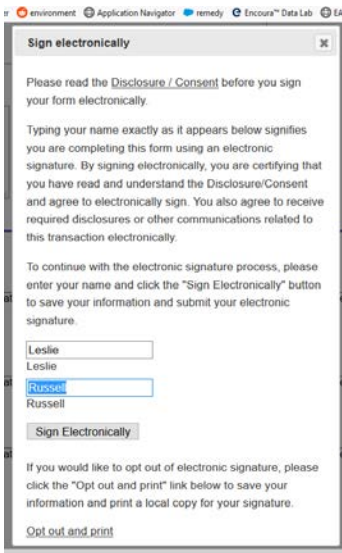 environment Application Navigator remedy Encoura™ Data Lab EA
Sign electronically
Please read the Disclosure / Consent before you sign
your form electronically.
Typing your name exactly as it appears below signifies
you are completing this form using an electronic
signature. By signing electronically, you are certifying that
you have read and understand the Disclosure/Consent
and agree to electronically sign. You also agree to receive
required disclosures or other communications related to
this transaction electronically.
To continue with the electronic signature process, please
enter your name and click the "Sign Electronically" button
to save your information and submit your electronic
signature.
Leslie
Leslie
Russell
Russell
Sign Electronically
If you would like to opt out of electronic signature, please
click the "Opt out and print" link below to save your
information and print a local copy for your signature.
Opt out and print